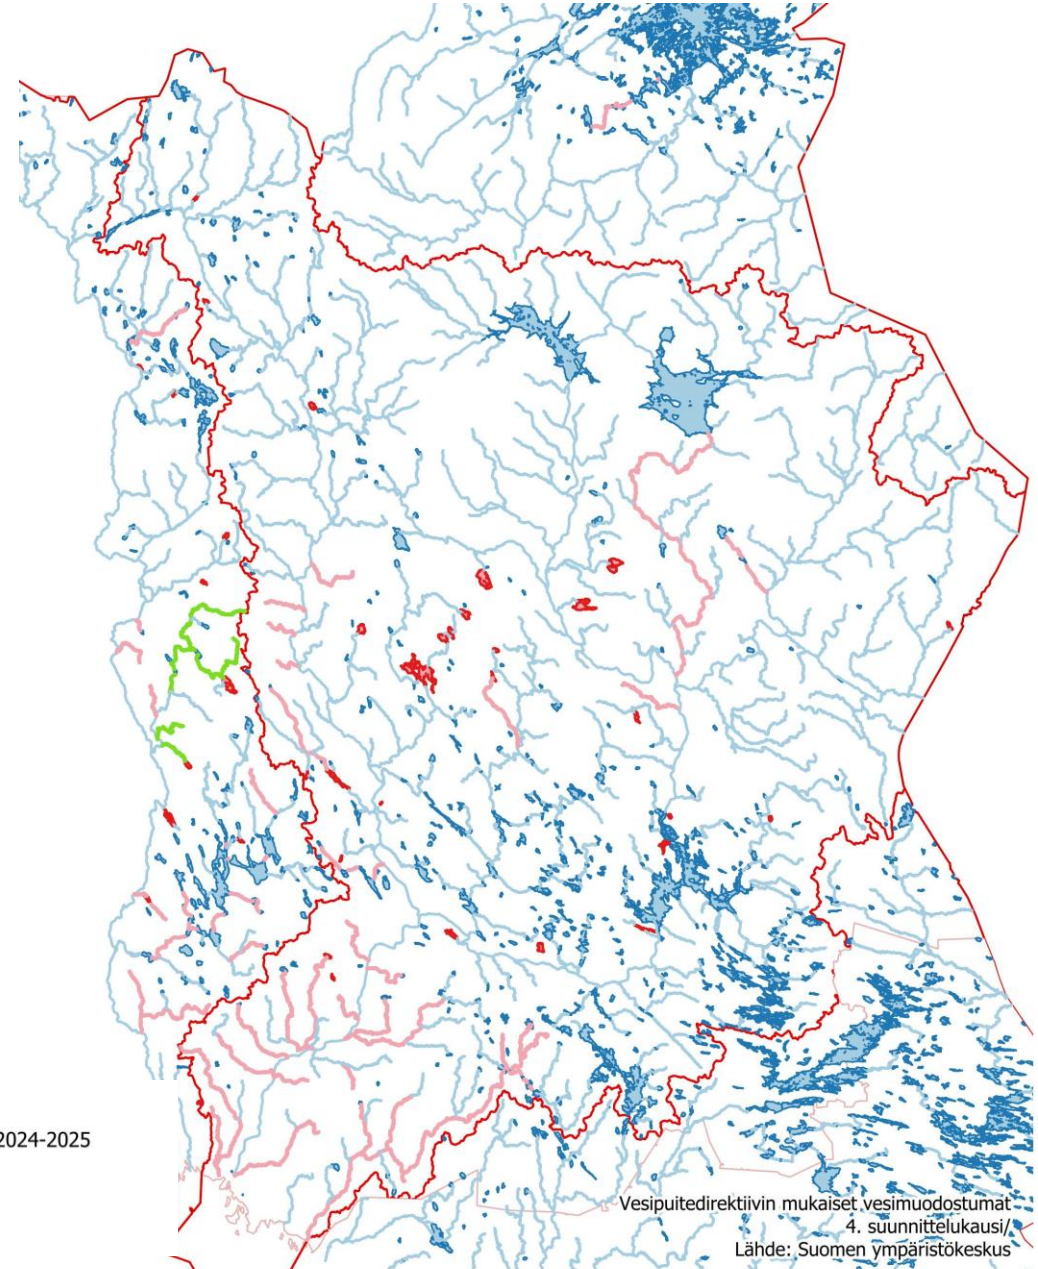 2024-2025
Vesipuitedirektiivin mukaiset vesimuodostumat
4. suunnittelukausi/
Lähde: Suomen ympäristökeskus